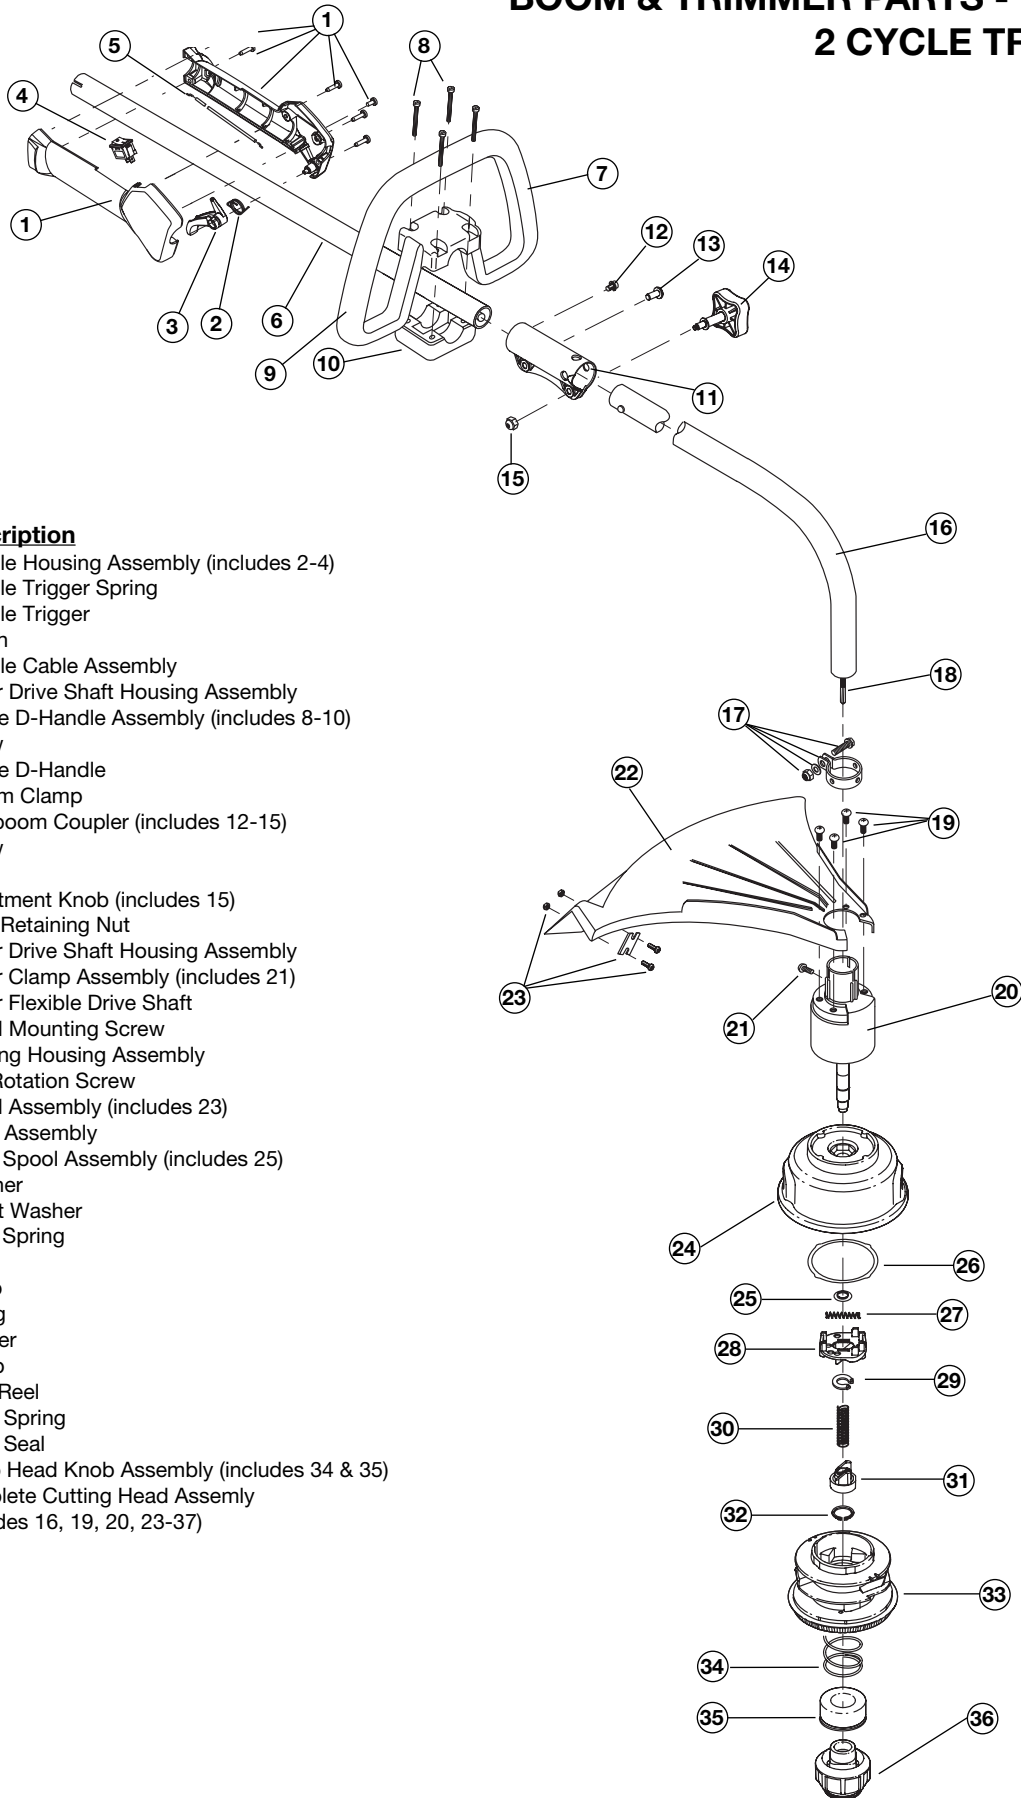 BOOM & TRIMMER PARTS -
2 CYCLE TR
1
5
8
4
7
1
12
13
14
3
2
6
9
10
11
15
cription
le Housing Assembly (includes 2-4)
le Trigger Spring
le Trigger
le Cable Assembly
r Drive Shaft Housing Assembly
e D-Handle Assembly (includes 8-10)
e D-Handle
m Clamp
boom Coupler (includes 12-15)
tment Knob (includes 15)
Retaining Nut
r Drive Shaft Housing Assembly
r Clamp Assembly (includes 21)
r Flexible Drive Shaft
d Mounting Screw
ng Housing Assembly
Rotation Screw
d Assembly (includes 23)
Assembly
Spool Assembly (includes 25)
ner
t Washer
Spring
g
er
Reel
Spring
Seal
p Head Knob Assembly (includes 34 & 35)
plete Cutting Head Assemly
des 16, 19, 20, 23-37)
16
18
17
22
19
23
21
20
24
26
25
27
28
29
30
31
32
33
34
35
36